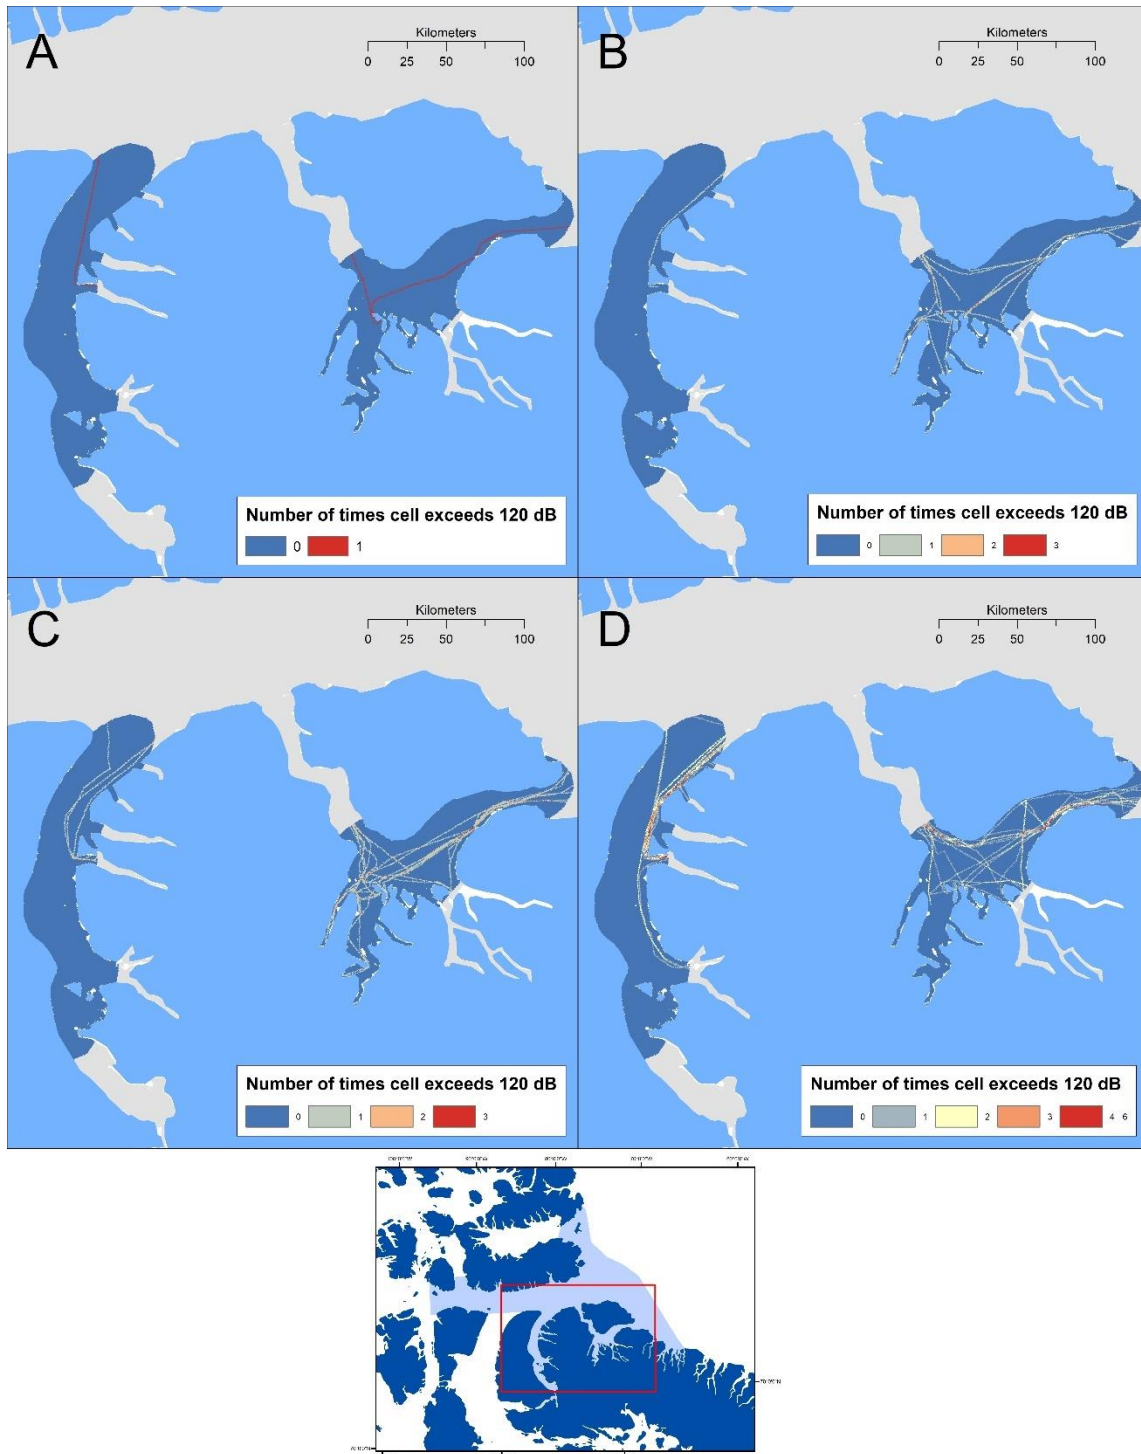 A
Kilometers
0 25 50 100
Number of times cell exceeds 120 dB
0 1
B
Kilometers
0 25 50 100
Number of times cell exceeds 120 dB
0 1 2 3
C
Kilometers
0 25 50 100
Number of times cell exceeds 120 dB
0 1 2 3
D
Kilometers
0 25 50 100
Number of times cell exceeds 120 dB
0 1 2 3 4 6